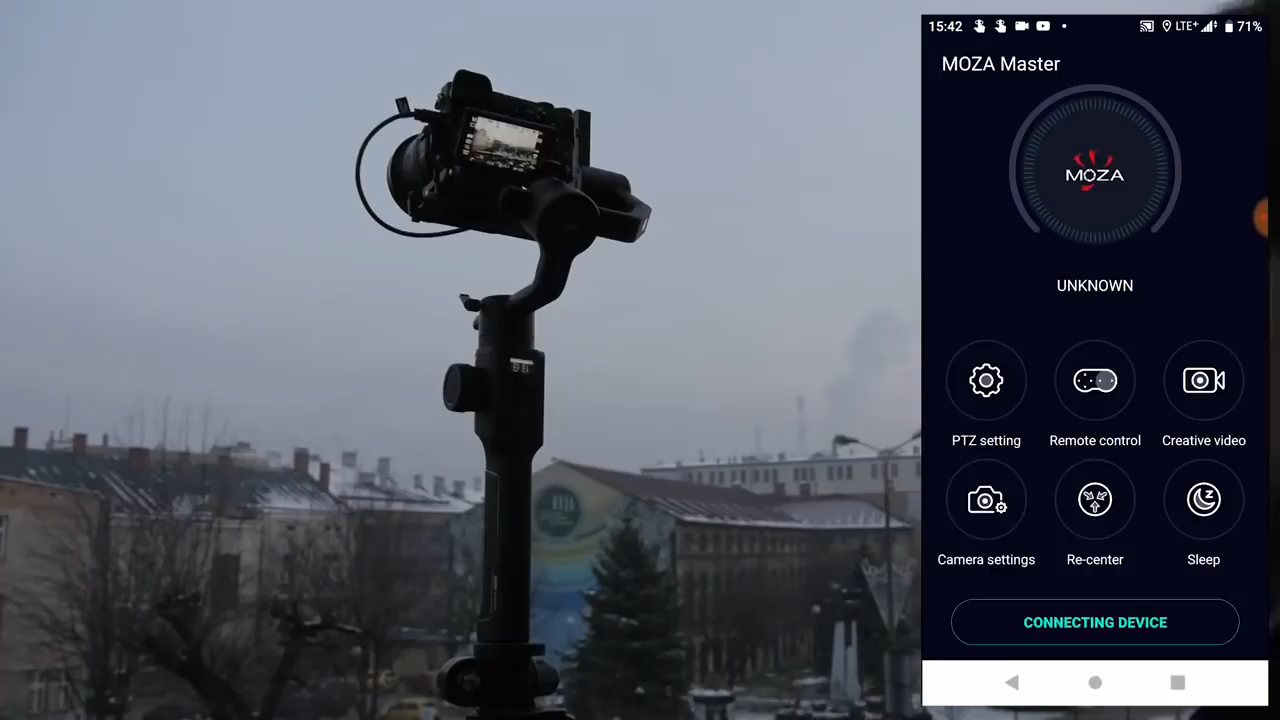 15:42
LTE+
71%
MOZA Master
MOZA
UNKNOWN
PTZ setting
Remote control
Creative video
Camera settings
Re-center
Sleep
CONNECTING DEVICE
BB